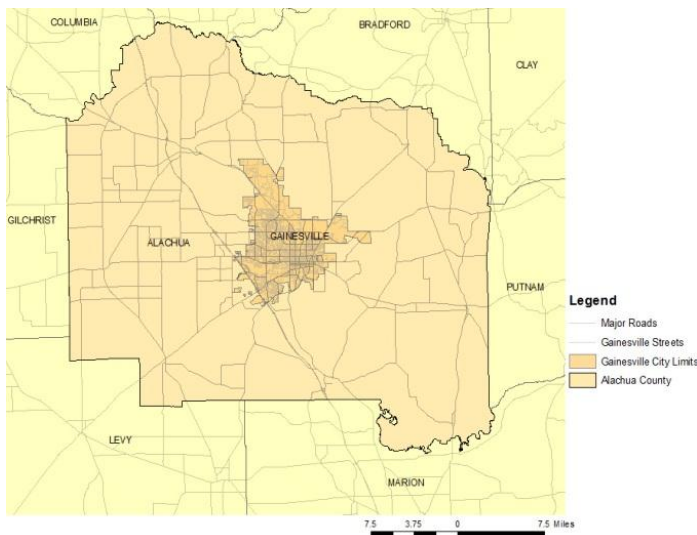 COLUMBIA
BRADFORD
CLAY
GILCHRIST
ALACHUA
GAINESVILLE
PUTNAM
LEVY
MARION
Legend
Major Roads
Gainesville Streets
Gainesville City Limits
Alachua County
7.5 3.75 0 7.5 Miles